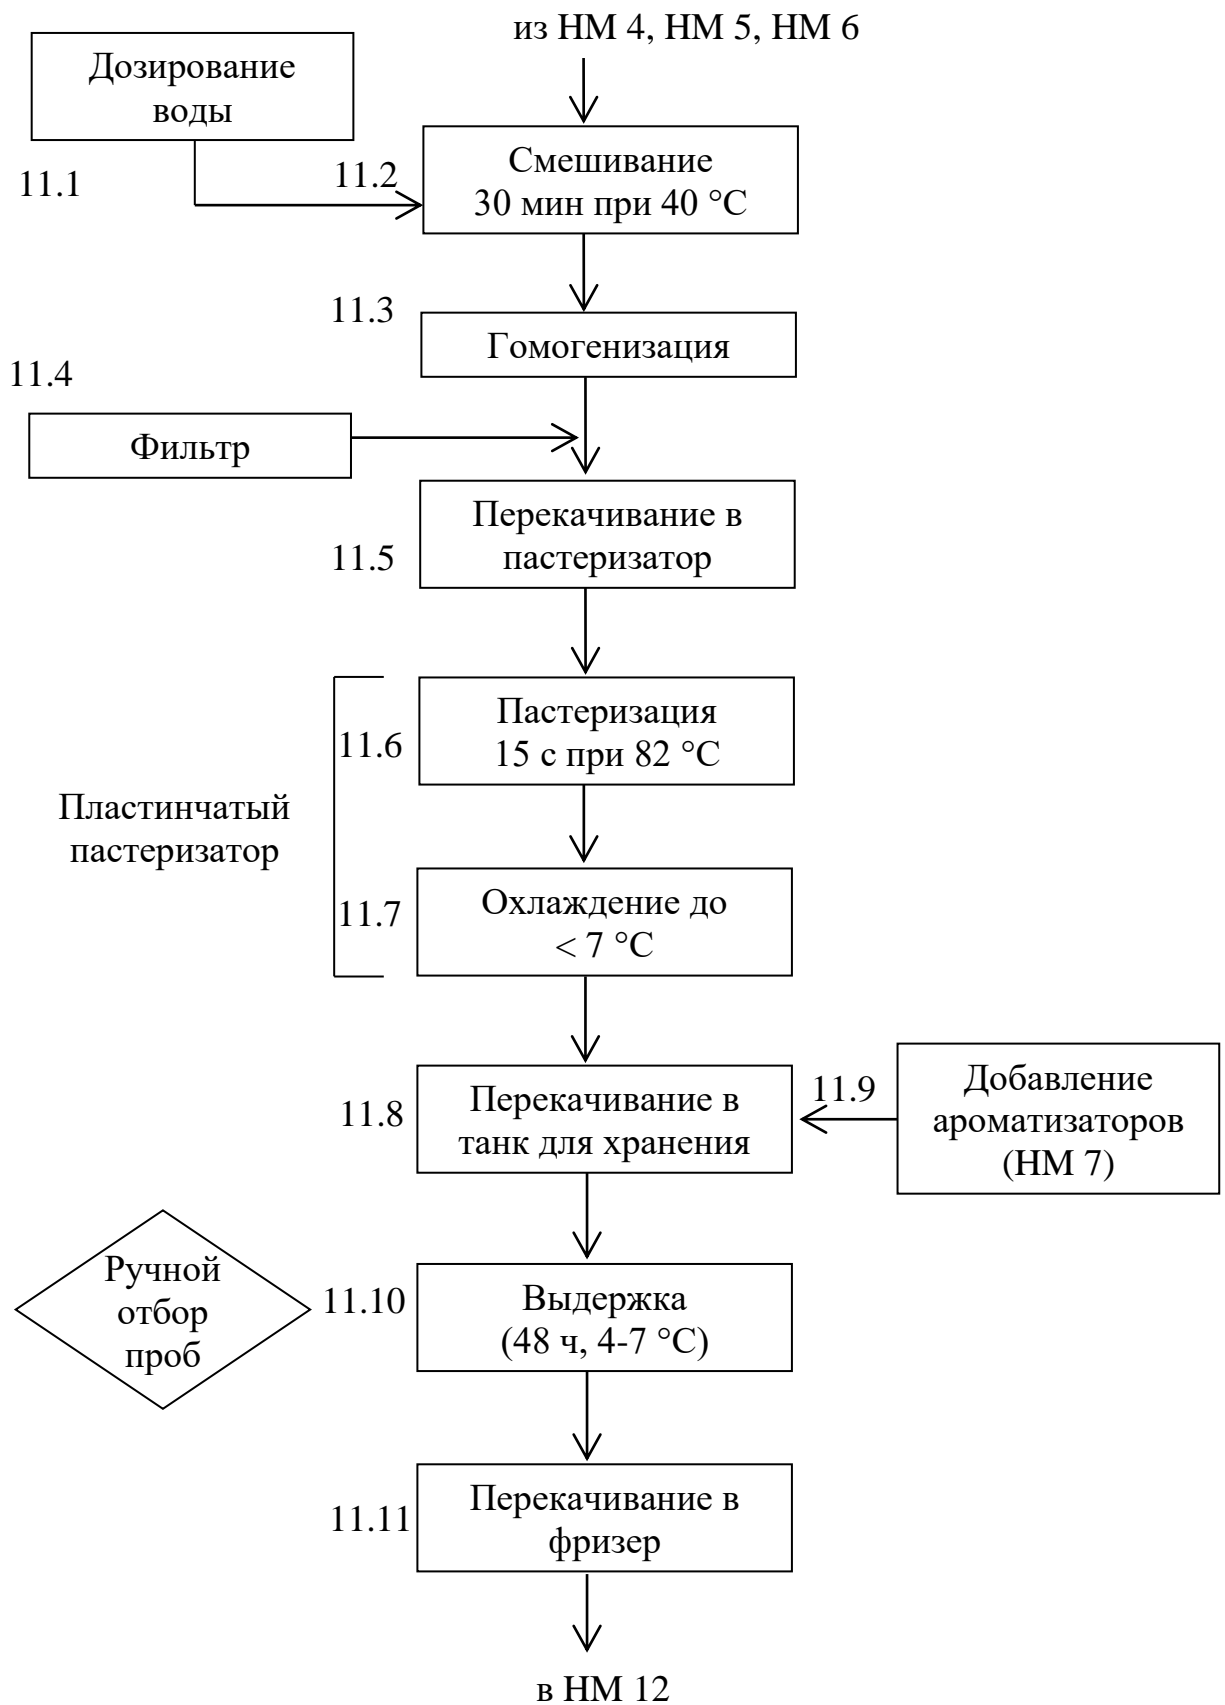 из НМ 4, НМ 5, НМ 6
Дозирование
воды
11.1
11.2
Смешивание
30 мин при 40 °С
11.3
Гомогенизация
11.4
Фильтр
Перекачивание в
пастеризатор
11.5
Пластинчатый
пастеризатор
11.6
Пастеризация
15 с при 82 °С
11.7
Охлаждение до
< 7 °С
11.8
Перекачивание в
танк для хранения
11.9
Добавление
ароматизаторов
(НМ 7)
Ручной
отбор
проб
11.10
Выдержка
(48 ч, 4-7 °С)
11.11
Перекачивание в
фризер
в НМ 12